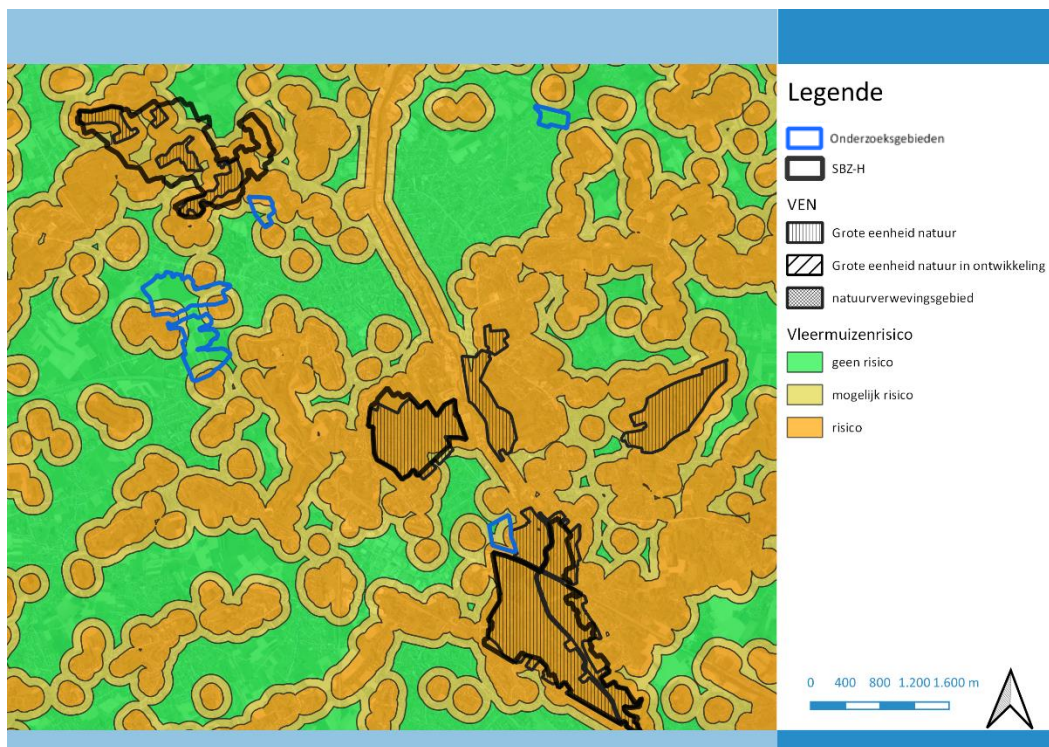 Legende
Onderzoeksgebieden
SBZ-H
VEN
Grote eenheid natuur
Grote eenheid natuur in ontwikkeling
natuurverwevingsgebied
Vleermuizenrisico
geen risico
mogelijk risico
risico
0 400 800 1.200 1.600 m